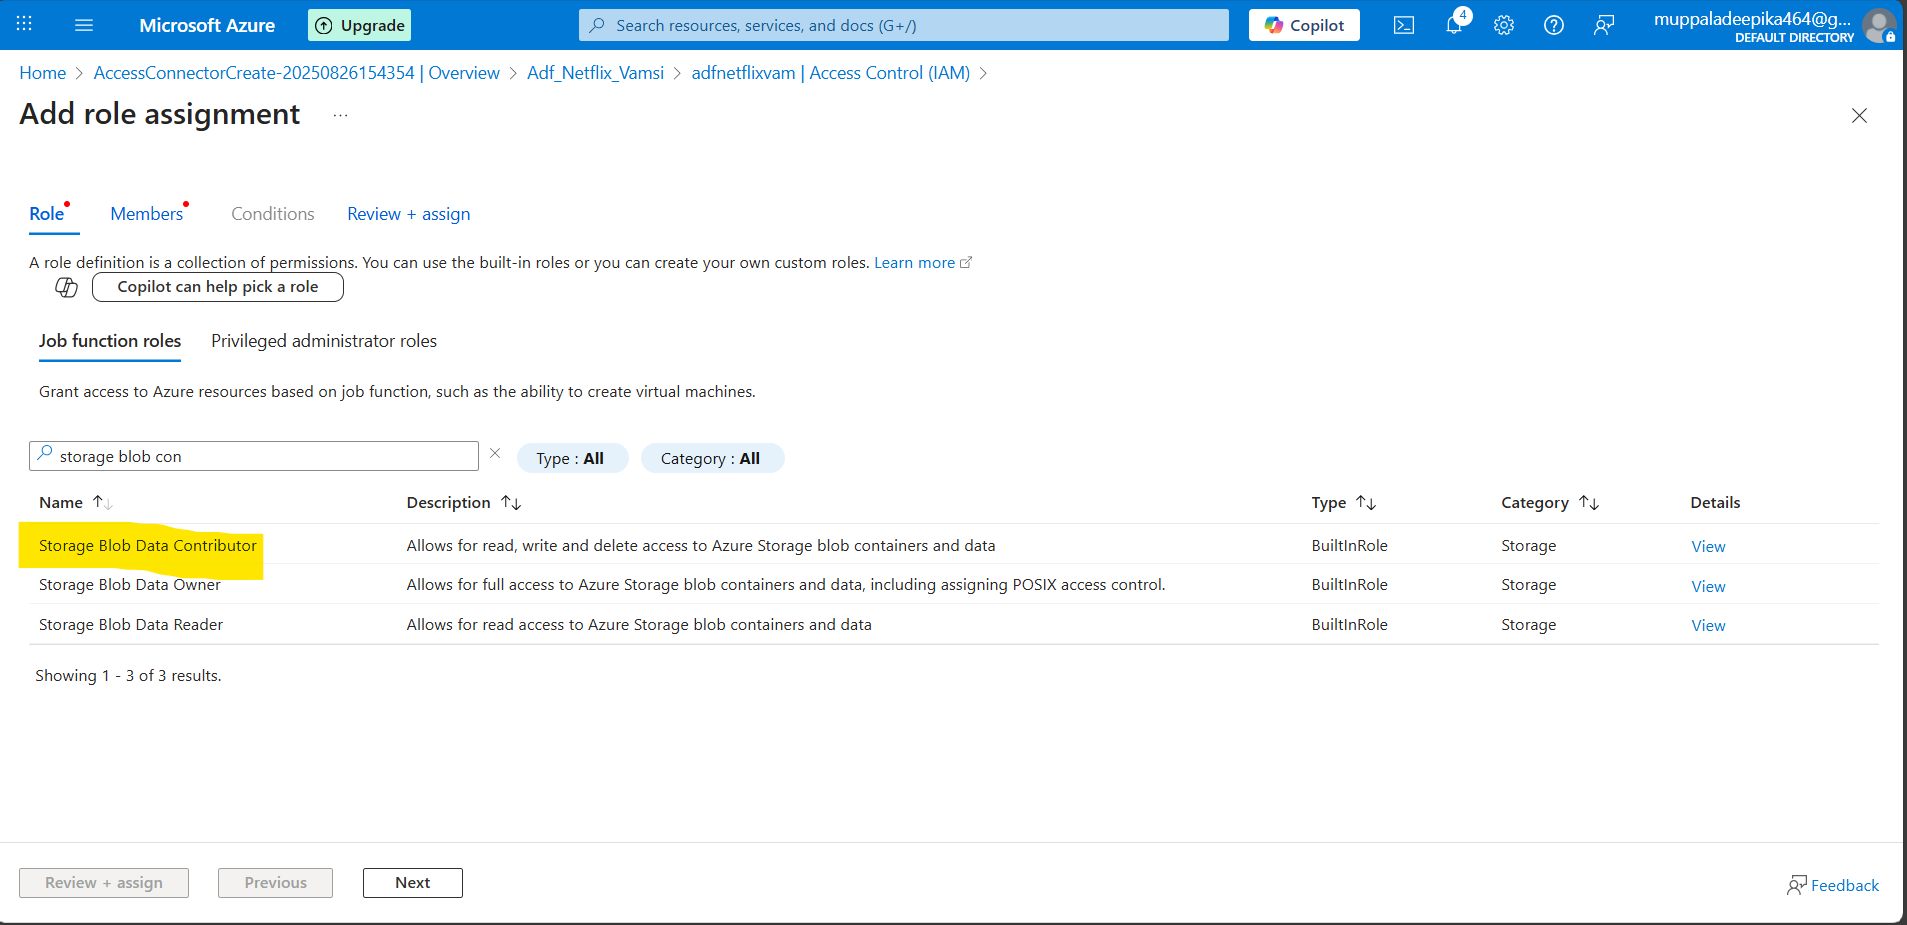 Microsoft Azure
Upgrade
Search resources, services, and docs (G+/)
Copilot
4
muppaladeepika464@g...
DEFAULT DIRECTORY
Home > AccessConnectorCreate-20250826154354 | Overview > Adf_Netflix_Vamsi > adfnetflixvam | Access Control (IAM) >
Add role assignment ...
Role Members Conditions Review + assign
A role definition is a collection of permissions. You can use the built-in roles or you can create your own custom roles. Learn more
Copilot can help pick a role
Job function roles Privileged administrator roles
Grant access to Azure resources based on job function, such as the ability to create virtual machines.
storage blob con Type : All Category : All
Name Description Type Category Details
Storage Blob Data Contributor Allows for read, write and delete access to Azure Storage blob containers and data BuiltInRole Storage View
Storage Blob Data Owner Allows for full access to Azure Storage blob containers and data, including assigning POSIX access control. BuiltInRole Storage View
Storage Blob Data Reader Allows for read access to Azure Storage blob containers and data BuiltInRole Storage View
Showing 1 - 3 of 3 results.
Review + assign Previous Next Feedback